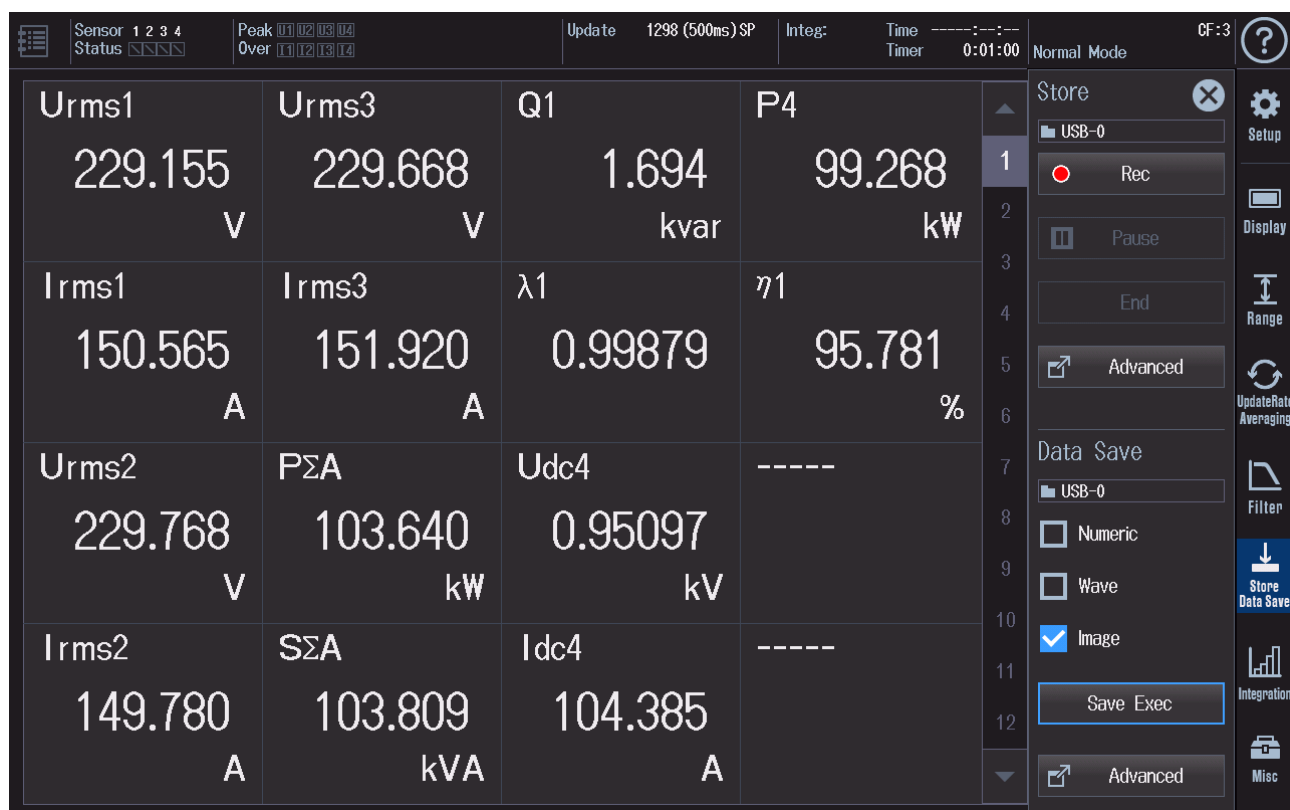 Sensor 1 2 3 4
Status
Peak U1 U2 U3 U4
Over I1 I2 I3 I4
Update 1298 (500ms) SP
Integ:
Time -----:--:--
Timer 0:01:00
Normal Mode
CF:3
?
Urms1
229.155
V
Urms3
229.668
V
Q1
1.694
kvar
P4
99.268
kW
Irms1
150.565
A
Irms3
151.920
A
λ1
0.99879
η1
95.781
%
Urms2
229.768
V
PΣA
103.640
kW
Udc4
0.95097
kV
-----
Irms2
149.780
A
SΣA
103.809
kVA
Idc4
104.385
A
-----
1
2
3
4
5
6
7
8
9
10
11
12
Store
USB-0
Rec
Pause
End
Advanced
Data Save
USB-0
Numeric
Wave
Image
Save Exec
Advanced
Setup
Display
Range
UpdateRate
Averaging
Filter
Store
Data Save
Integration
Misc